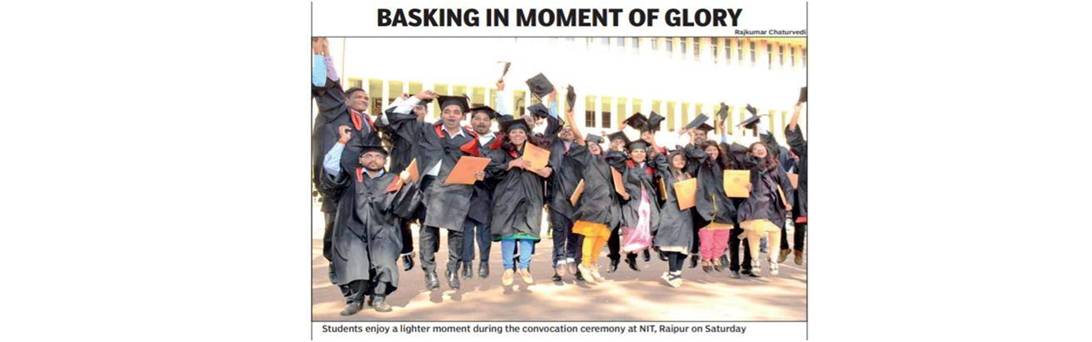 BASKING IN MOMENT OF GLORY
Rajkumar Chaturvedi
Students enjoy a lighter moment during the convocation ceremony at NIT, Raipur on Saturday